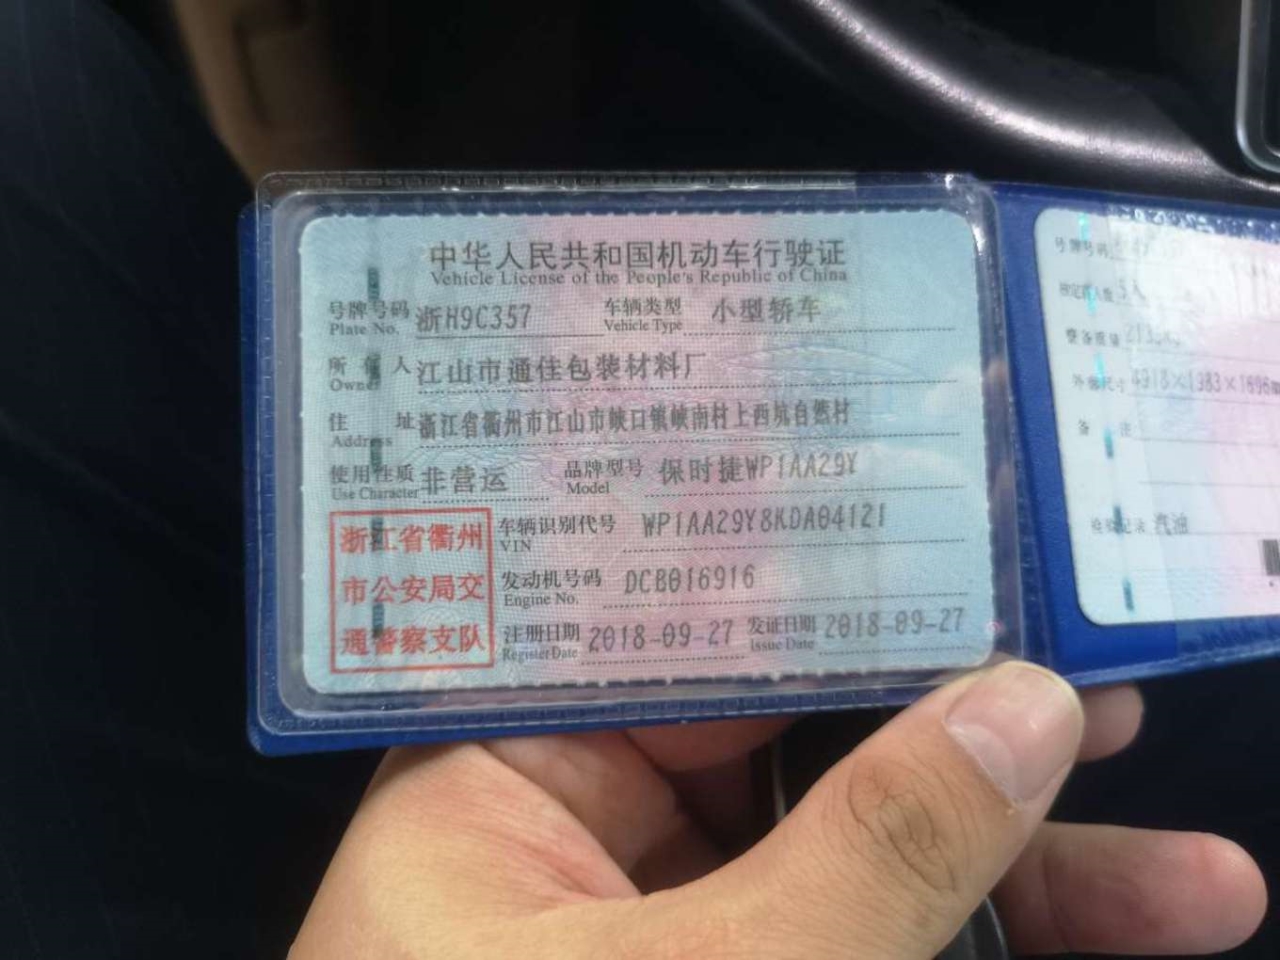 中华人民共和国机动车行驶证
Vehicle License of the People's Republic of China
号牌号码 浙H9C357 车辆类型 小型轿车
Plate No. Vehicle Type
所有人 江山市通佳包装材料厂
Owner
住址 浙江省衢州市江山市峡口镇峡南村上西坑自然村
Address
使用性质 非营运 品牌型号 保时捷WP1AA29Y
Use Character Model
浙江省衢州
市公安局交
通警察支队
车辆识别代号 WP1AA29Y8KDA04121
VIN
发动机号码 DCB016916
Engine No.
注册日期 2018-09-27 发证日期 2018-09-27
Register Date Issue Date
号牌号码
核定载人数 5人
整备质量
外廓尺寸 4918×1983×1696
备注
检验记录 汽油